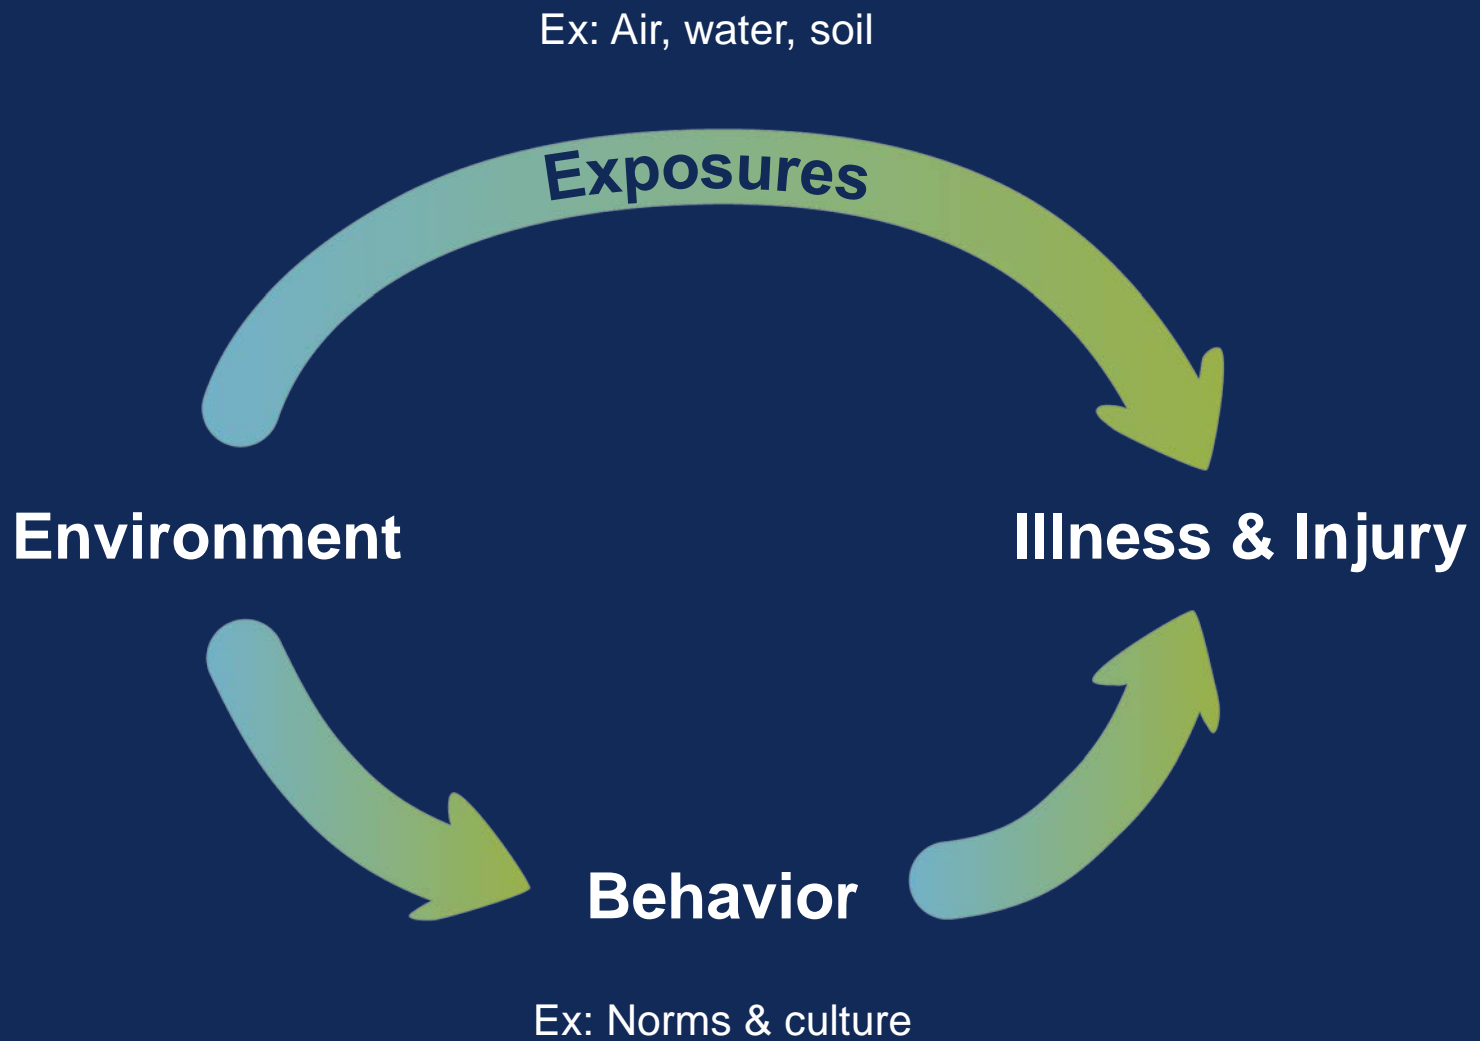 Ex: Air, water, soil
Exposures
Environment
Illness & Injury
Behavior
Ex: Norms & culture